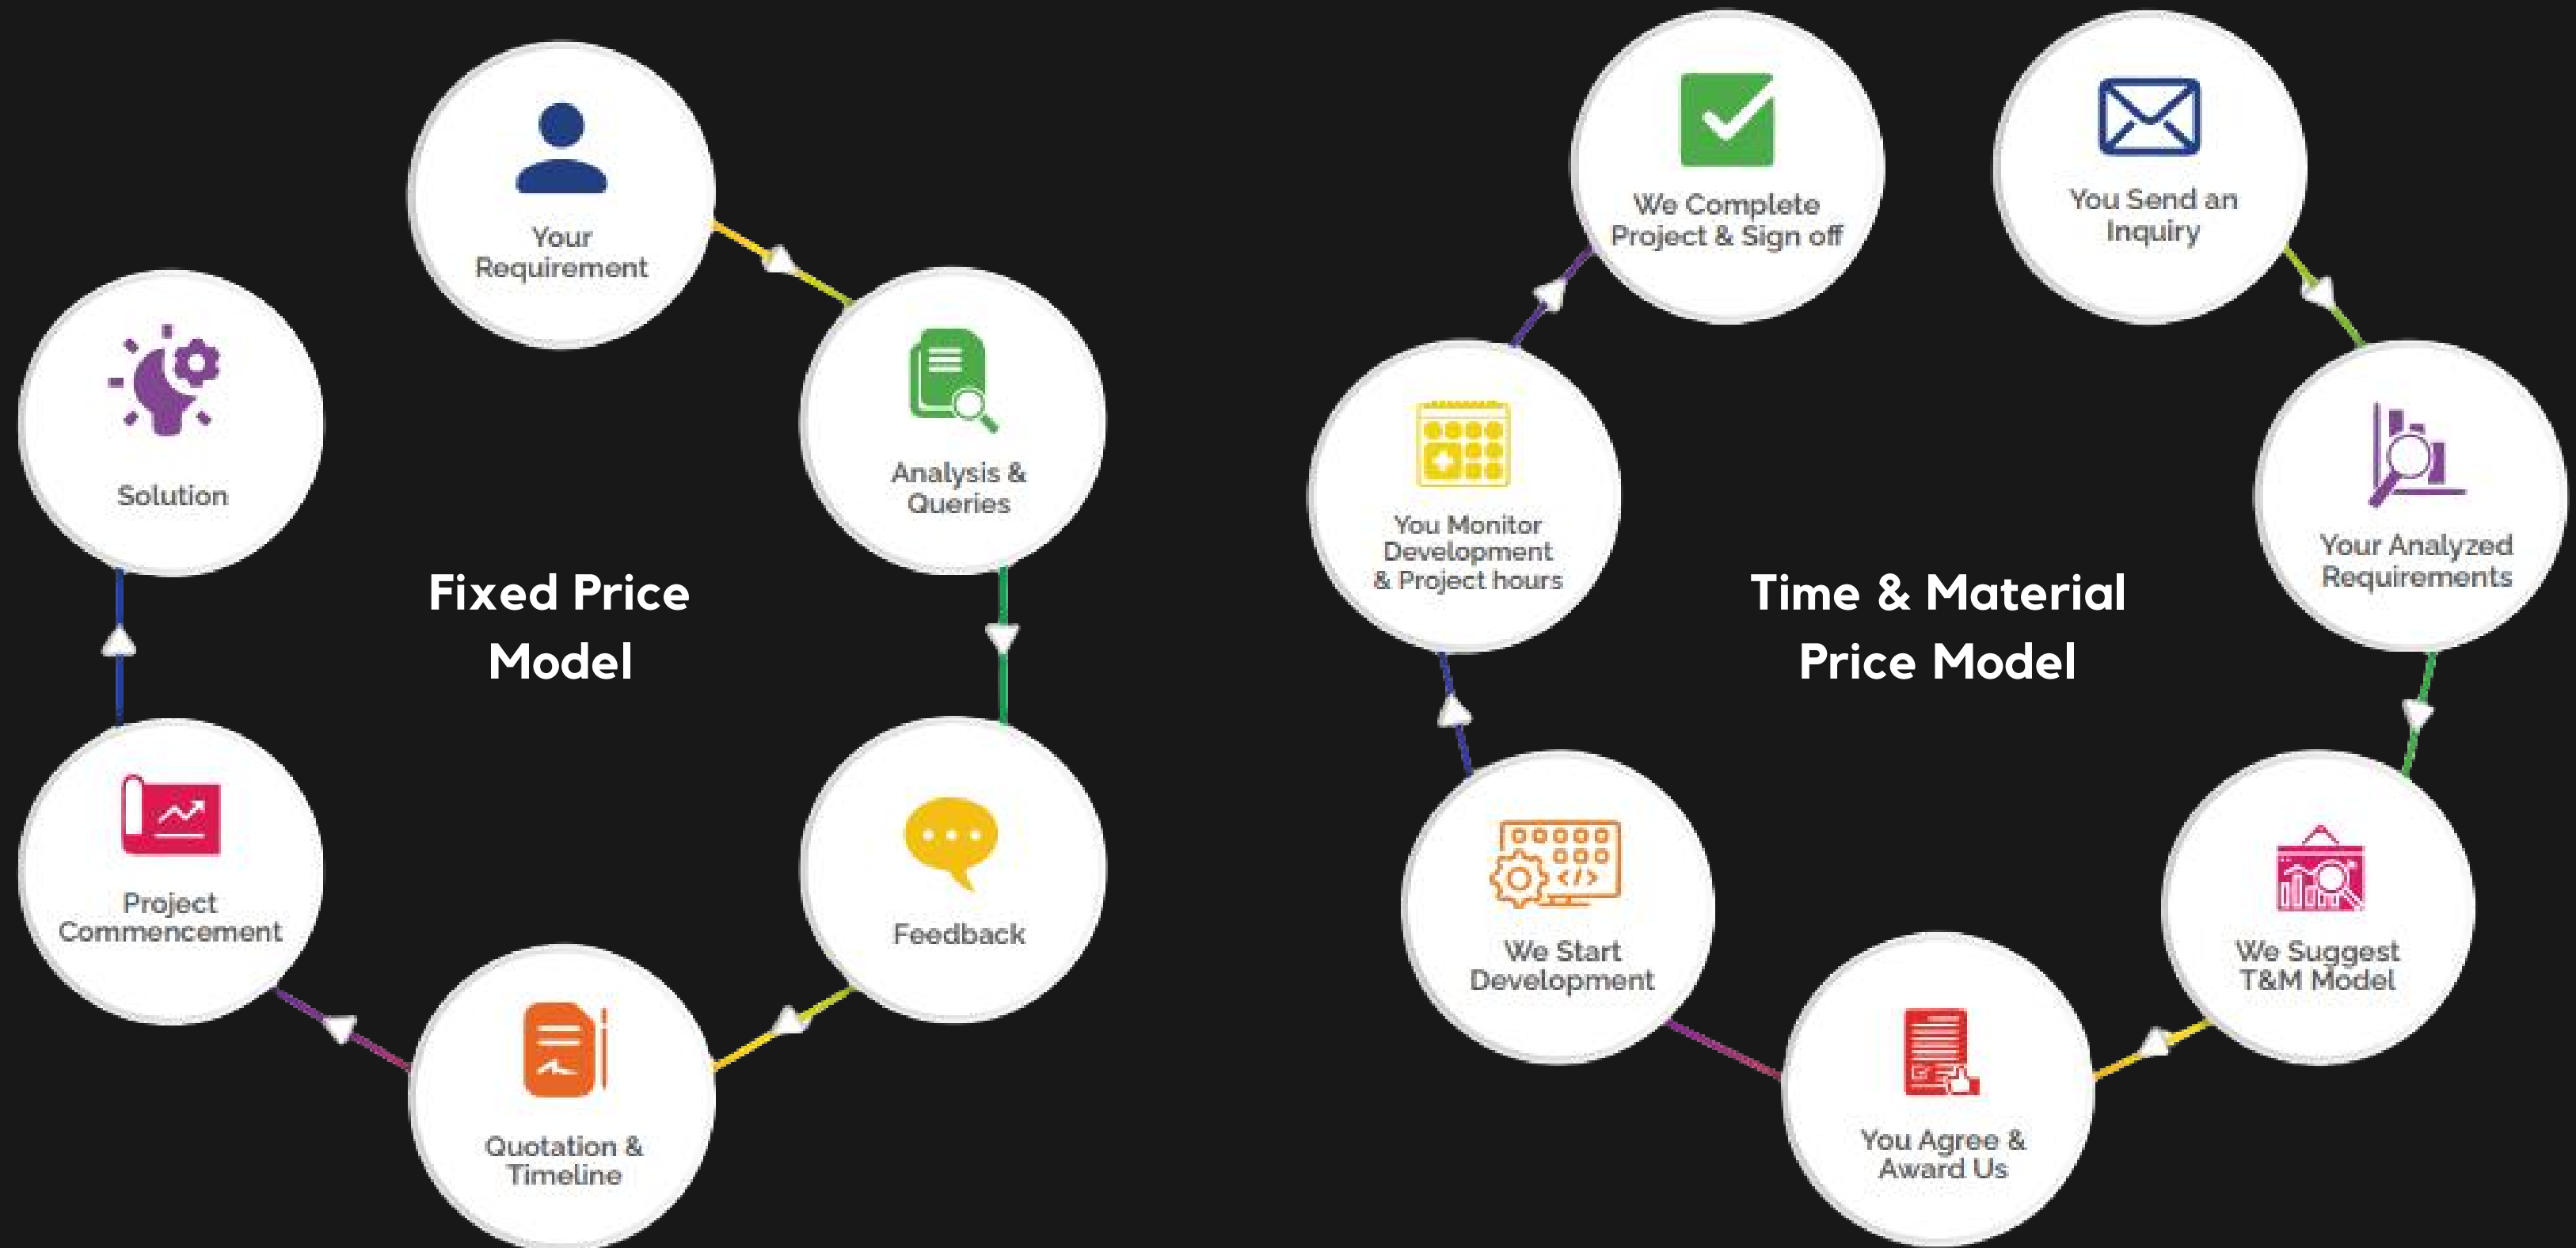 Your
Requirement
Analysis &
Queries
Feedback
Quotation &
Timeline
Project
Commencement
Solution
Fixed Price
Model
You Send an
Inquiry
Your Analyzed
Requirements
We Suggest
T&M Model
You Agree &
Award Us
We Start
Development
You Monitor
Development
& Project hours
We Complete
Project & Sign off
Time & Material
Price Model